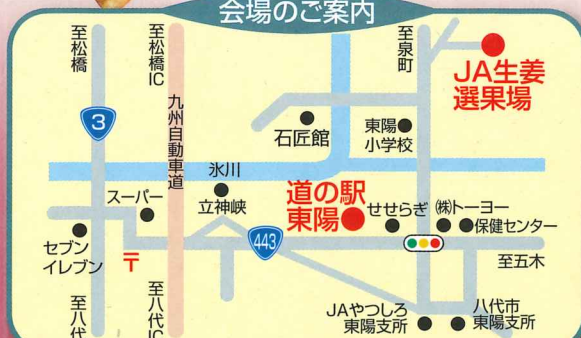 会場のご案内
至松橋
至松橋IC
至泉町
JA生姜
選果場
3
九州自動車道
石匠館
東陽
小学校
氷川
スーパー
立神峡
道の駅
東陽
せせらぎ
㈱トーヨー
保健センター
セブン
イレブン
〒
443
至五木
至八代
至八代IC
JAやつしろ
東陽支所
八代市
東陽支所